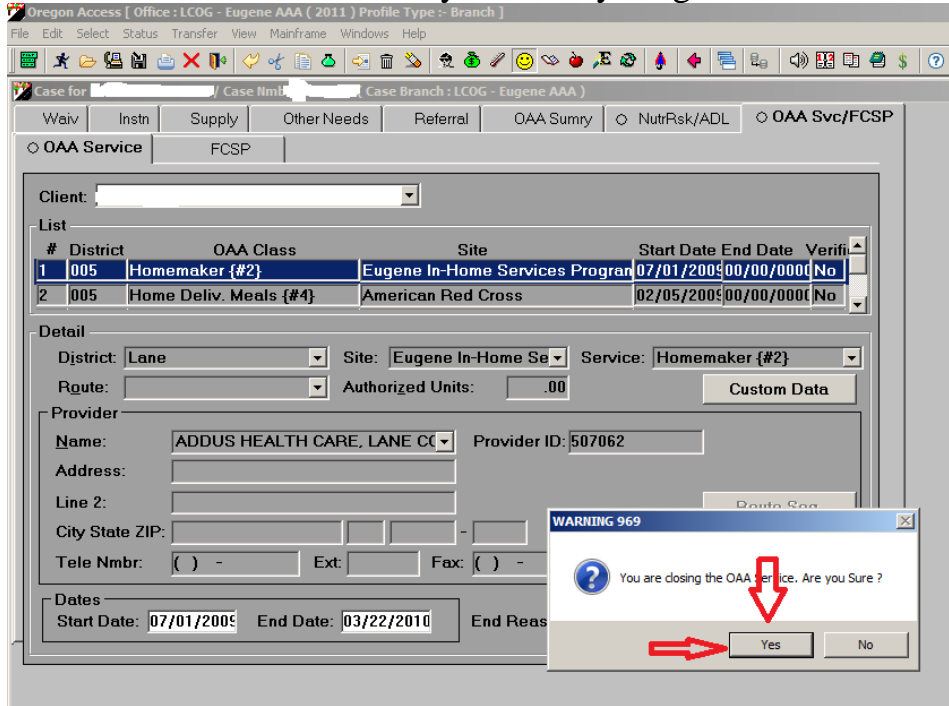 Oregon Access [ Office : LCOG - Eugene AAA ( 2011 ) Profile Type :- Branch ]
File Edit Select Status Transfer View Mainframe Windows Help
Case for / Case Nmb ( Case Branch : LCOG - Eugene AAA )
Waiv Instn Supply Other Needs Referral OAA Sumry NutrRsk/ADL OAA Svc/FCSP
OAA Service FCSP
Client:
List
# District OAA Class Site Start Date End Date Verifi
1 005 Homemaker {#2} Eugene In-Home Services Program 07/01/2009 00/00/0000 No
2 005 Home Deliv. Meals {#4} American Red Cross 02/05/2009 00/00/0000 No
Detail
District: Lane Site: Eugene In-Home Se Service: Homemaker {#2}
Route: Authorized Units: .00 Custom Data
Provider
Name: ADDUS HEALTH CARE, LANE CO Provider ID: 507062
Address:
Line 2: Route Seq
City State ZIP: -
WARNING 969
Tele Nmbr: ( ) - Ext: Fax: ( ) -
You are closing the OAA Service. Are you Sure ?
Dates
Start Date: 07/01/2009 End Date: 03/22/2010 End Reas
Yes No